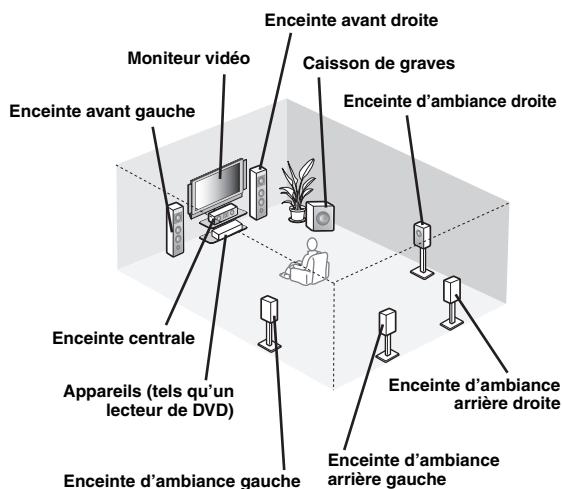 Enceinte avant droite
Moniteur vidéo
Caisson de graves
Enceinte d’ambiance droite
Enceinte avant gauche
Enceinte centrale
Appareils (tels qu’un
lecteur de DVD)
Enceinte d’ambiance
arrière droite
Enceinte d’ambiance gauche
Enceinte d’ambiance
arrière gauche